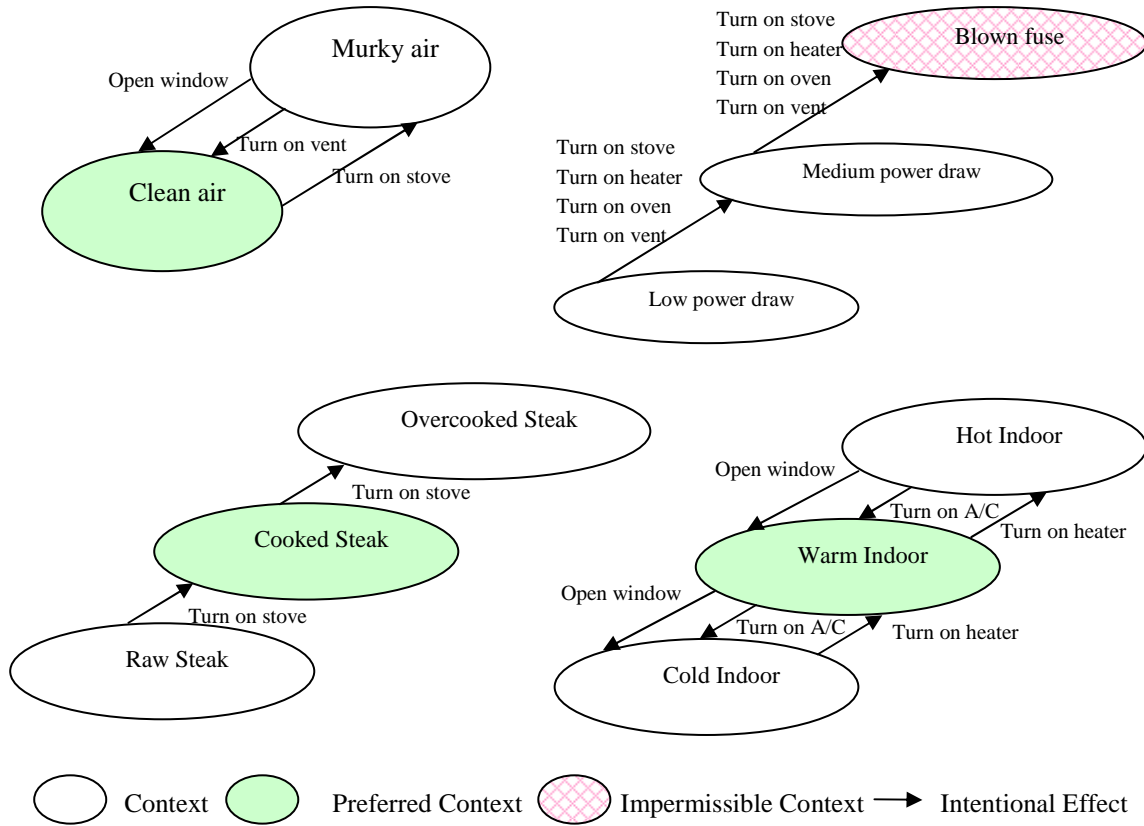 Murky air
Open window
Turn on vent
Turn on stove
Clean air
Turn on stove
Turn on heater
Turn on oven
Turn on vent
Blown fuse
Turn on stove
Turn on heater
Turn on oven
Turn on vent
Medium power draw
Low power draw
Overcooked Steak
Turn on stove
Cooked Steak
Turn on stove
Raw Steak
Hot Indoor
Open window
Turn on A/C
Turn on heater
Warm Indoor
Open window
Turn on A/C
Turn on heater
Cold Indoor
Context
Preferred Context
Impermissible Context
Intentional Effect